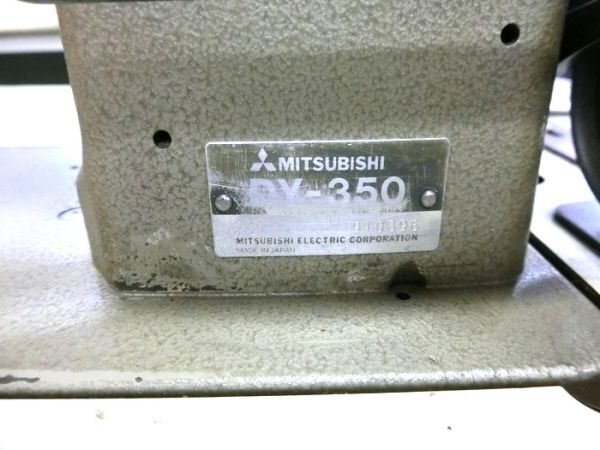 MITSUBISHI
DY-350
MITSUBISHI ELECTRIC CORPORATION
MADE IN JAPAN